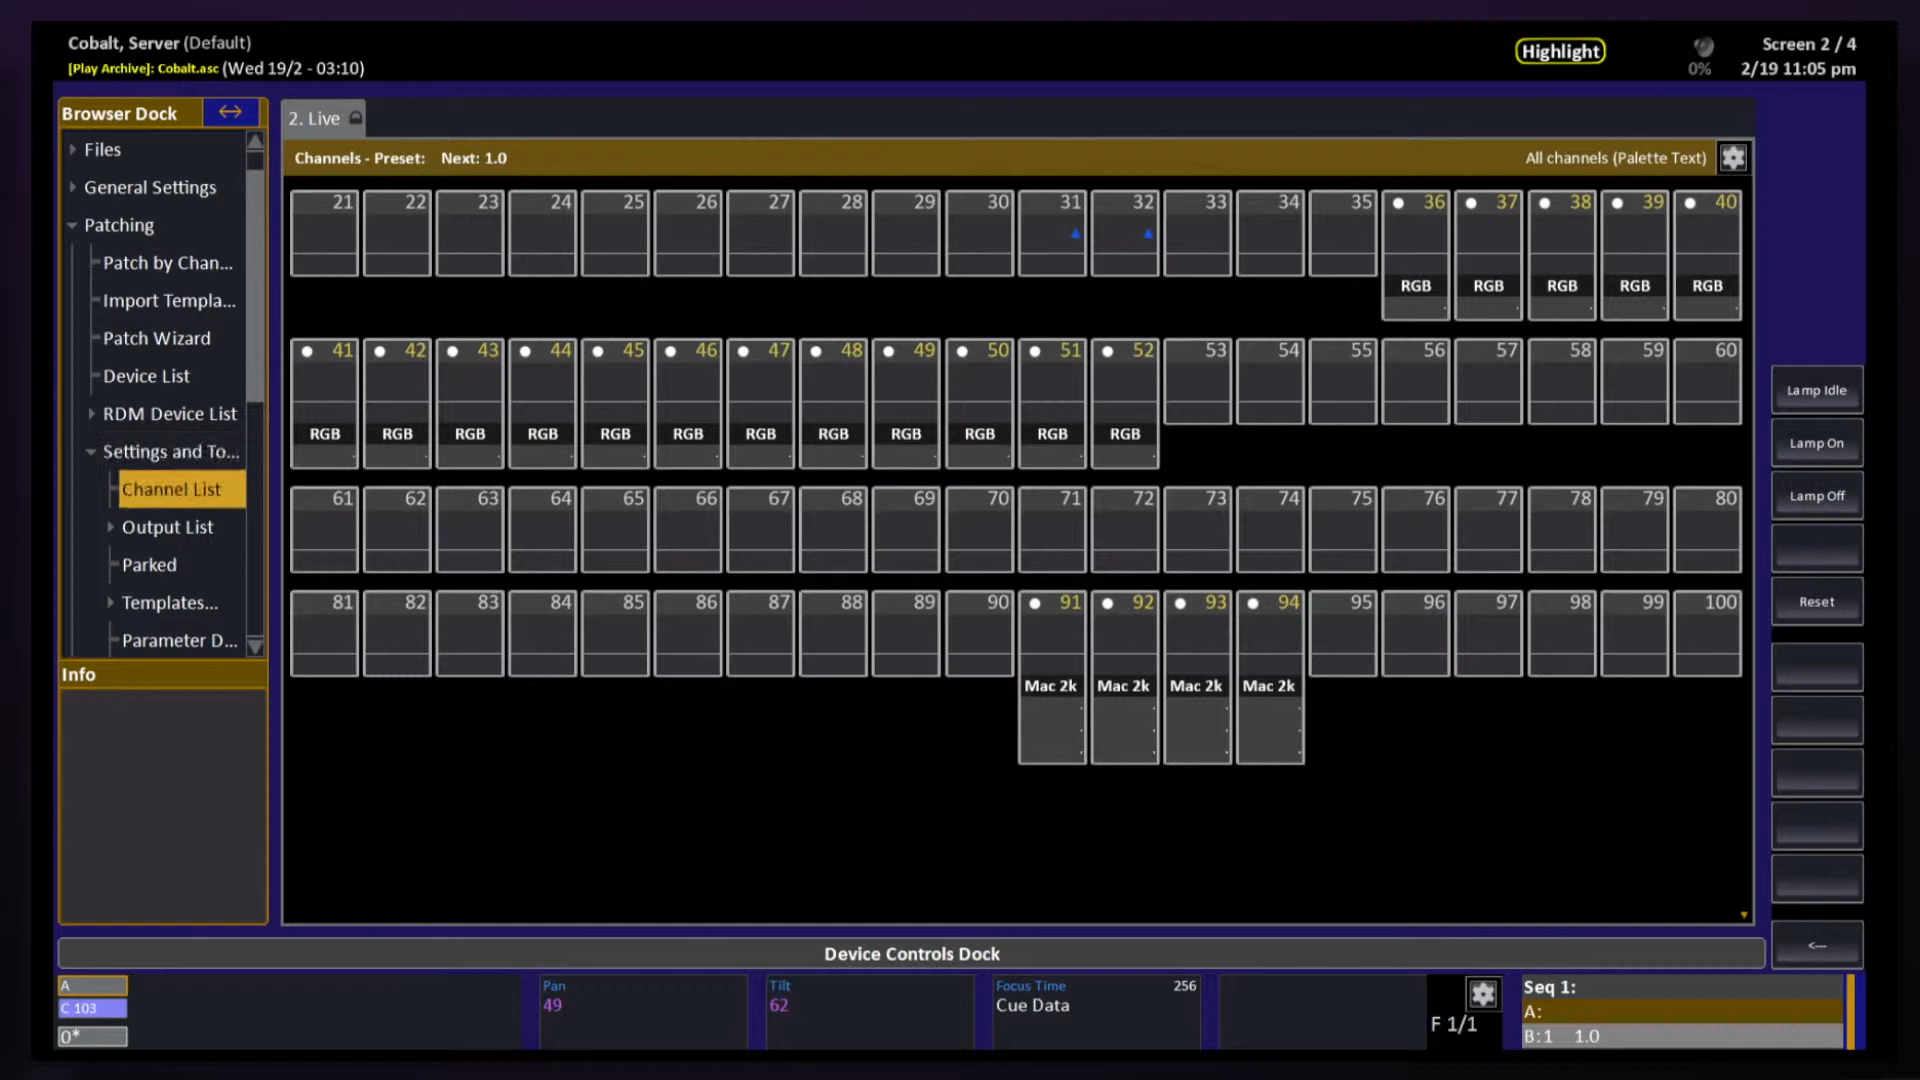 Cobalt, Server (Default)
[Play Archive]: Cobalt.asc (Wed 19/2 - 03:10)
Highlight
0%
Screen 2 / 4
2/19 11:05 pm
Browser Dock
Files
General Settings
Patching
Patch by Chan...
Import Templa...
Patch Wizard
Device List
RDM Device List
Settings and To...
Channel List
Output List
Parked
Templates...
Parameter D...
Info
2. Live
Channels - Preset: Next: 1.0
All channels (Palette Text)
21 22 23 24 25 26 27 28 29 30 31 32 33 34 35 36 37 38 39 40
RGB RGB RGB RGB RGB
41 42 43 44 45 46 47 48 49 50 51 52 53 54 55 56 57 58 59 60
RGB RGB RGB RGB RGB RGB RGB RGB RGB RGB RGB RGB
61 62 63 64 65 66 67 68 69 70 71 72 73 74 75 76 77 78 79 80
81 82 83 84 85 86 87 88 89 90 91 92 93 94 95 96 97 98 99 100
Mac 2k Mac 2k Mac 2k Mac 2k
Lamp Idle
Lamp On
Lamp Off
Reset
<--
Device Controls Dock
A
C 103
0*
Pan
49
Tilt
62
Focus Time 256
Cue Data
F 1/1
Seq 1:
A:
B:1 1.0